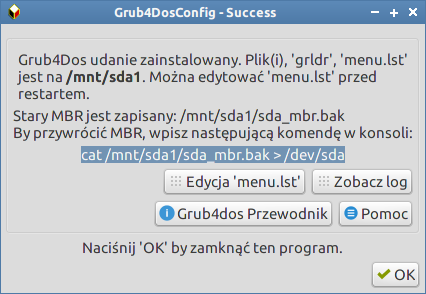 Grub4DosConfig - Success
Grub4Dos udanie zainstalowany. Plik(i), 'grldr', 'menu.lst'
jest na /mnt/sda1. Można edytować 'menu.lst' przed
restartem.
Stary MBR jest zapisany: /mnt/sda1/sda_mbr.bak
By przywrócić MBR, wpisz następującą komendę w konsoli:
cat /mnt/sda1/sda_mbr.bak > /dev/sda
Edycja 'menu.lst'
Zobacz log
Grub4dos Przewodnik
Pomoc
Naciśnij 'OK' by zamknąć ten program.
OK